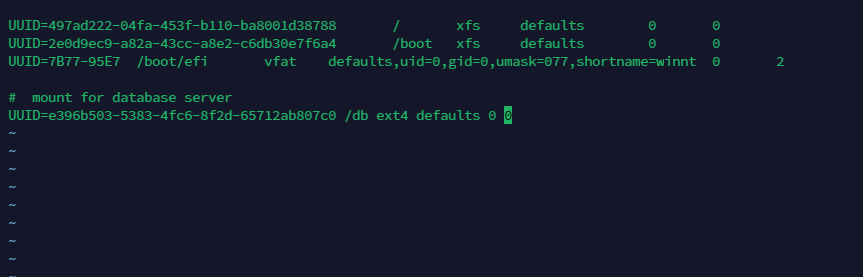 UUID=497ad222-04fa-453f-b110-ba8001d38788 / xfs defaults 0 0
UUID=2e0d9ec9-a82a-43cc-a8e2-c6db30e7f6a4 /boot xfs defaults 0 0
UUID=7B77-95E7 /boot/efi vfat defaults,uid=0,gid=0,umask=077,shortname=winnt 0 2
# mount for database server
UUID=e396b503-5383-4fc6-8f2d-65712ab807c0 /db ext4 defaults 0 0
~
~
~
~
~
~
~
~
~